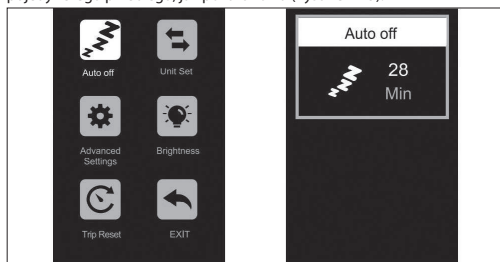 Auto off
Unit Set
Advanced
Settings
Brightness
Trip Reset
EXIT
Auto off
28
Min